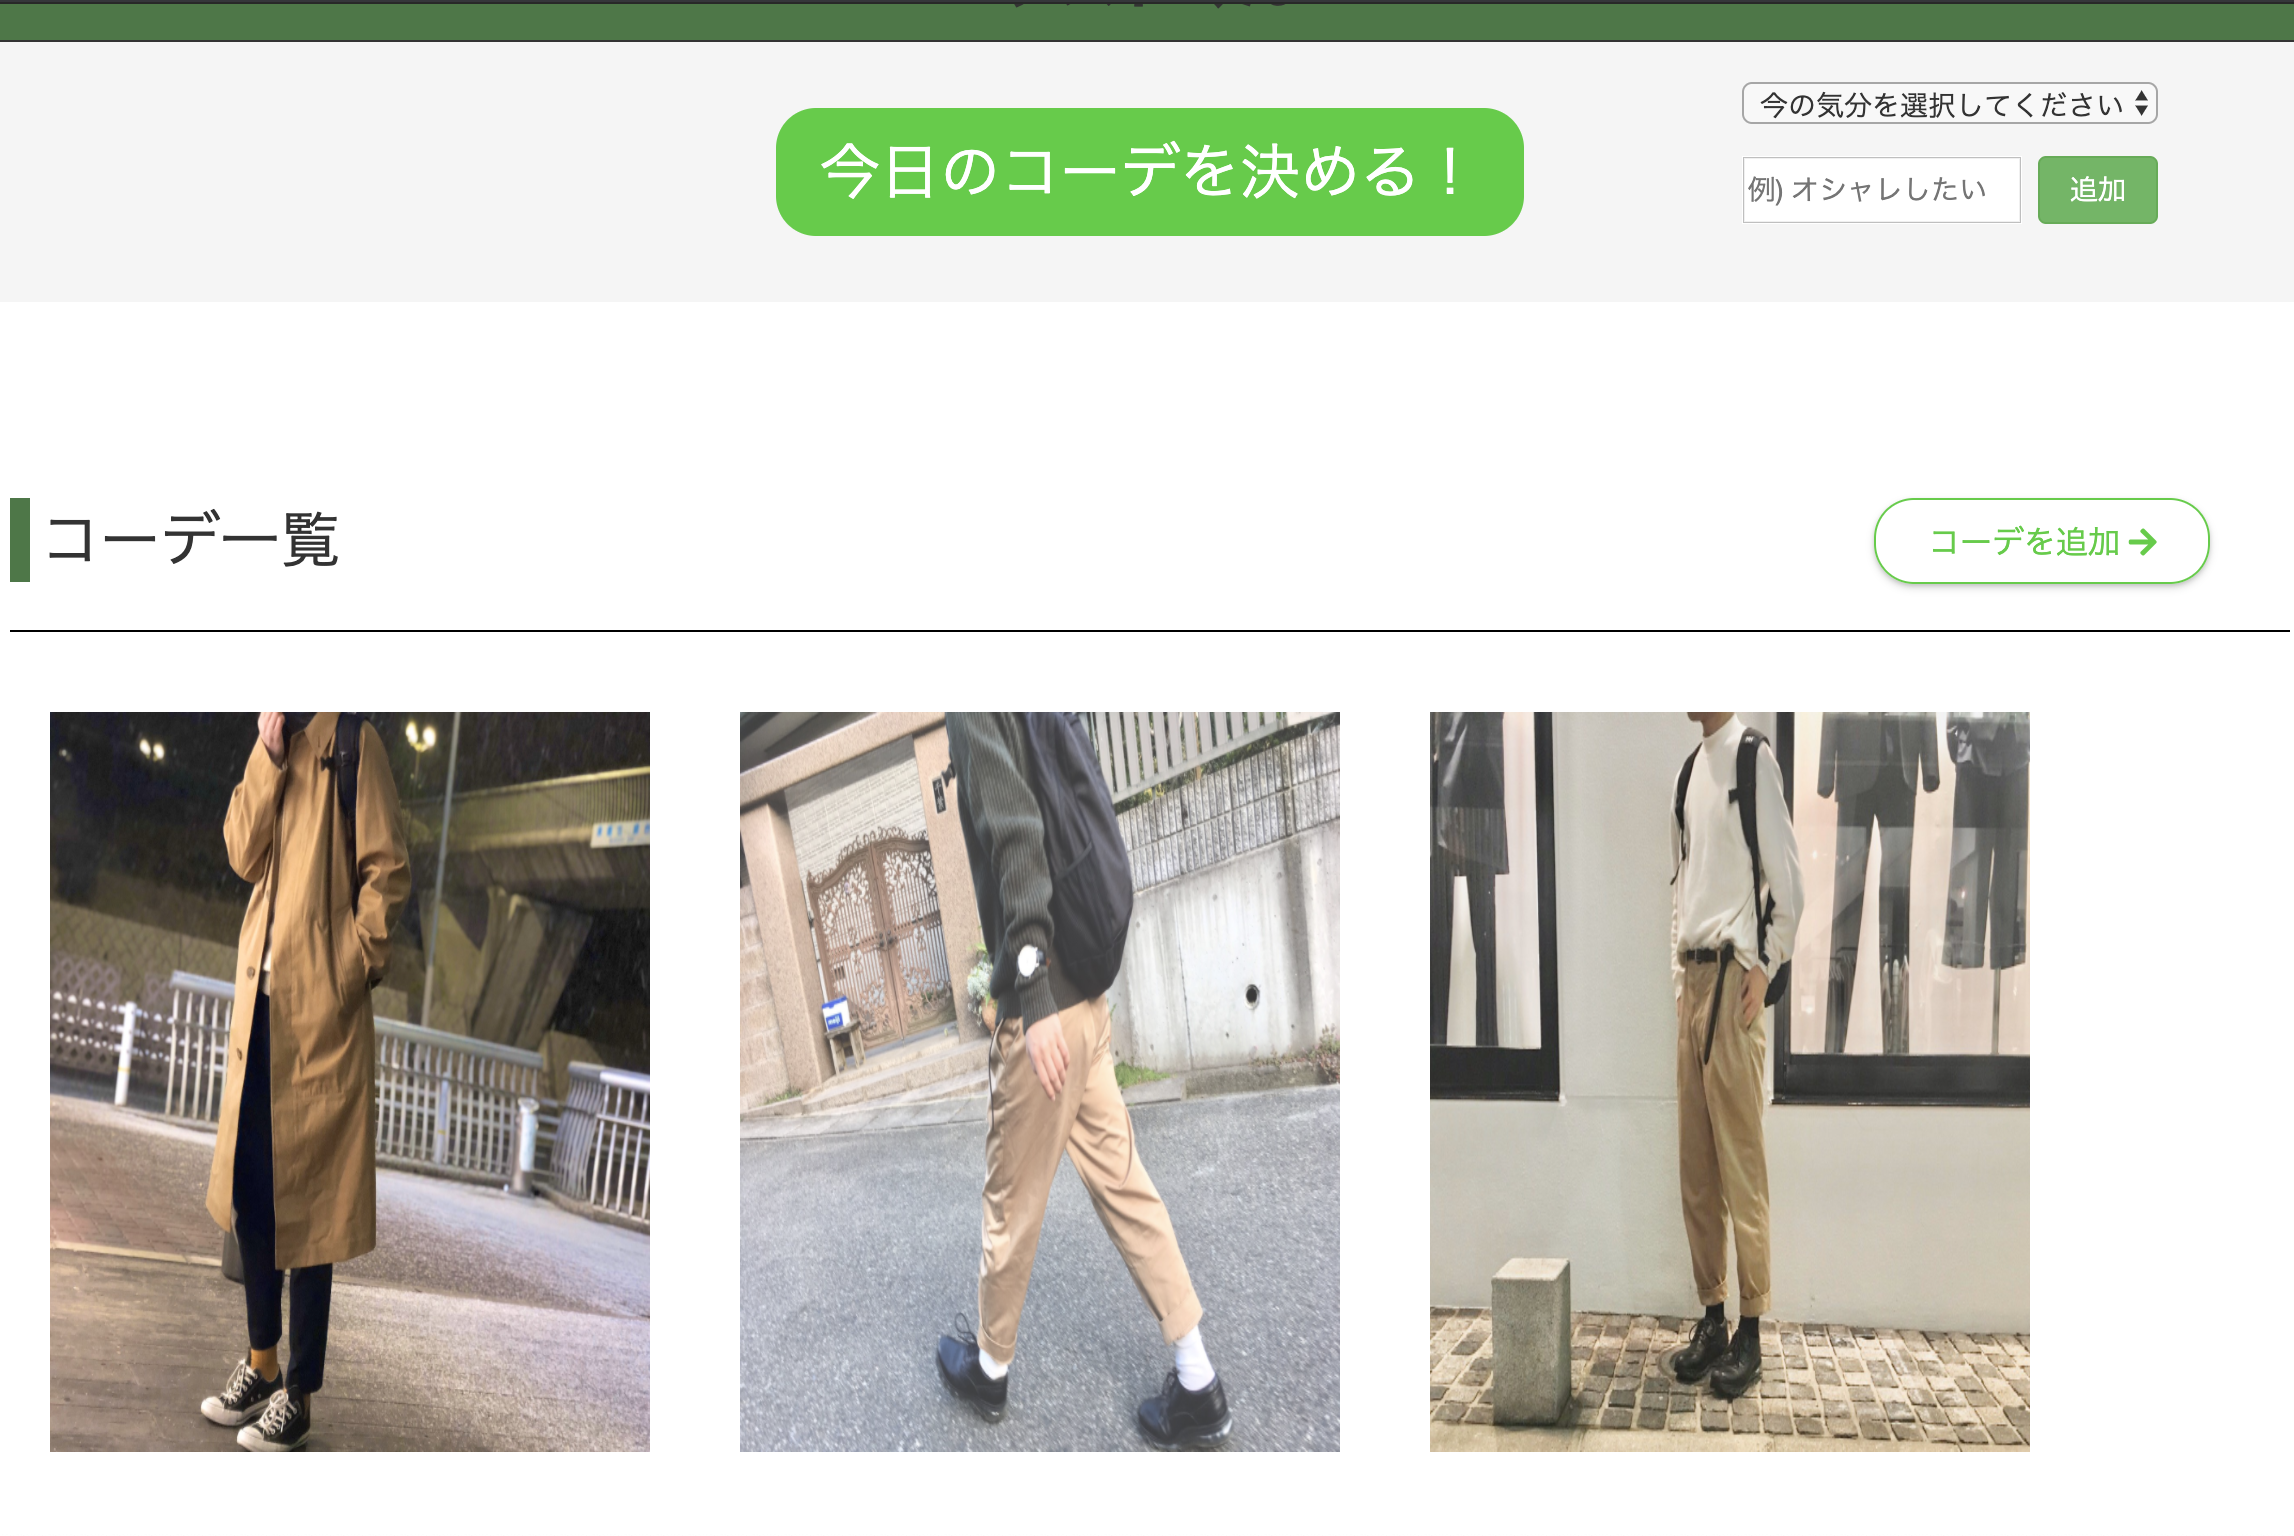 今日のコーデを決める！
今の気分を選択してください
例) オシャレしたい
追加
コーデ一覧
コーデを追加
meiji